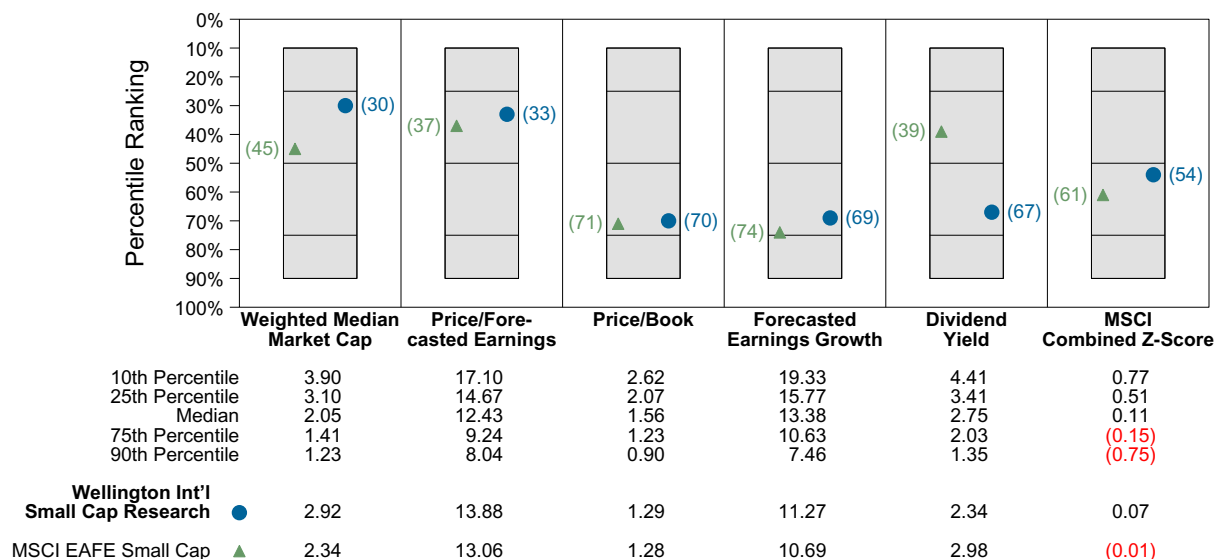 Percentile Ranking
0%
10%
20%
30%
40%
50%
60%
70%
80%
90%
100%
(45)
(30)
(37)
(33)
(71)
(70)
(74)
(69)
(39)
(67)
(61)
(54)
Weighted Median
Market Cap
Price/Fore-
casted Earnings
Price/Book
Forecasted
Earnings Growth
Dividend
Yield
MSCI
Combined Z-Score
10th Percentile 3.90 17.10 2.62 19.33 4.41 0.77
25th Percentile 3.10 14.67 2.07 15.77 3.41 0.51
Median 2.05 12.43 1.56 13.38 2.75 0.11
75th Percentile 1.41 9.24 1.23 10.63 2.03 (0.15)
90th Percentile 1.23 8.04 0.90 7.46 1.35 (0.75)
Wellington Int'l
Small Cap Research 2.92 13.88 1.29 11.27 2.34 0.07
MSCI EAFE Small Cap 2.34 13.06 1.28 10.69 2.98 (0.01)